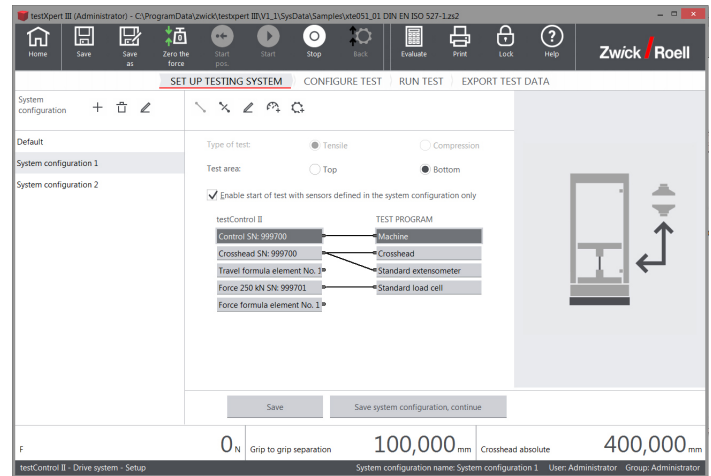 testXpert III (Administrator) - C:\ProgramData\zwick\testxpert III\V1_1\SysData\Samples\xte051_01 DIN EN ISO 527-1.zs2
Home
Save
Save as
Zero the force
Start pos.
Start
Stop
Back
Evaluate
Print
Lock
Help
Zwick Roell
SET UP TESTING SYSTEM
CONFIGURE TEST
RUN TEST
EXPORT TEST DATA
System
configuration
Default
System configuration 1
System configuration 2
Type of test:
Tensile
Compression
Test area:
Top
Bottom
Enable start of test with sensors defined in the system configuration only
testControl II
TEST PROGRAM
Control SN: 999700
Machine
Crosshead SN: 999700
Crosshead
Travel formula element No. 1
Standard extensometer
Force 250 kN SN: 999701
Standard load cell
Force formula element No. 1
Save
Save system configuration, continue
F
0 N
Grip to grip separation
100,000 mm
Crosshead absolute
400,000 mm
testControl II - Drive system - Setup
System configuration name: System configuration 1
User: Administrator
Group: Administrator